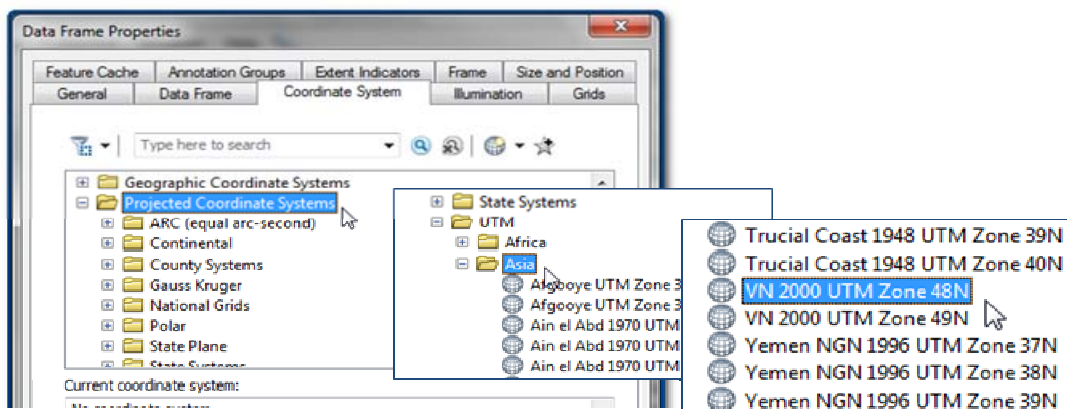 Data Frame Properties
Feature Cache Annotation Groups Extent Indicators Frame Size and Position
General Data Frame Coordinate System Illumination Grids
Type here to search
Geographic Coordinate Systems
Projected Coordinate Systems
ARC (equal arc-second)
Continental
County Systems
Gauss Kruger
National Grids
Polar
State Plane
State Systems
Current coordinate system:
No coordinate system
State Systems
UTM
Africa
Asia
Afgooye UTM Zone 3
Afgooye UTM Zone 3
Ain el Abd 1970 UTM
Ain el Abd 1970 UTM
Ain el Abd 1970 UTM
Trucial Coast 1948 UTM Zone 39N
Trucial Coast 1948 UTM Zone 40N
VN 2000 UTM Zone 48N
VN 2000 UTM Zone 49N
Yemen NGN 1996 UTM Zone 37N
Yemen NGN 1996 UTM Zone 38N
Yemen NGN 1996 UTM Zone 39N